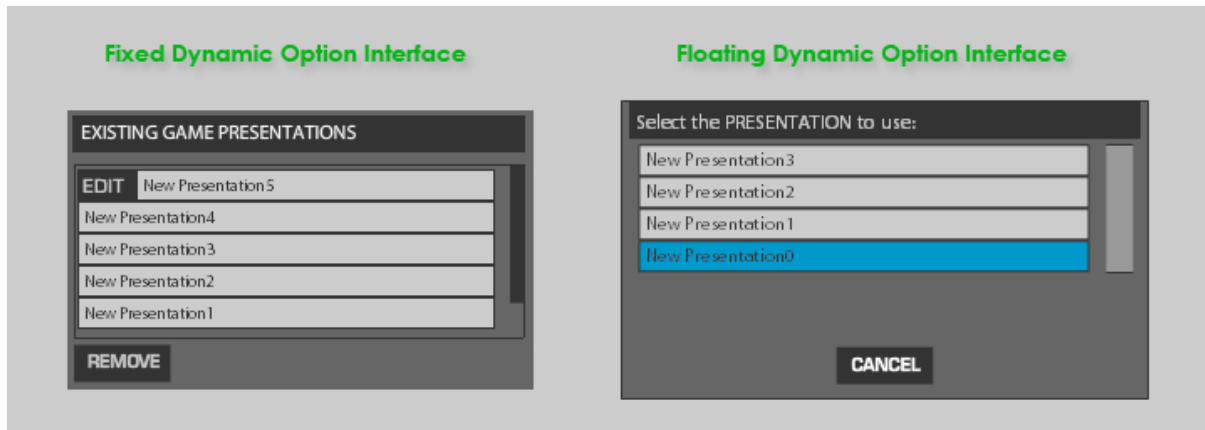 Fixed Dynamic Option Interface
EXISTING GAME PRESENTATIONS
EDIT New Presentation5
New Presentation4
New Presentation3
New Presentation2
New Presentation1
REMOVE
Floating Dynamic Option Interface
Select the PRESENTATION to use:
New Presentation3
New Presentation2
New Presentation1
New Presentation0
CANCEL